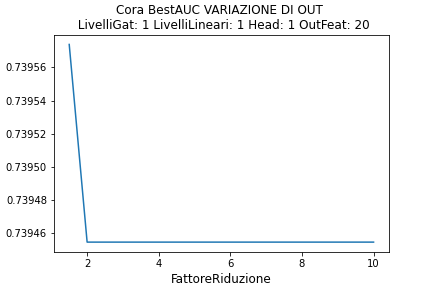 Cora BestAUC VARIAZIONE DI OUT
LivelliGat: 1 LivelliLineari: 1 Head: 1 OutFeat: 20
0.73956
0.73954
0.73952
0.73950
0.73948
0.73946
2 4 6 8 10
FattoreRiduzione